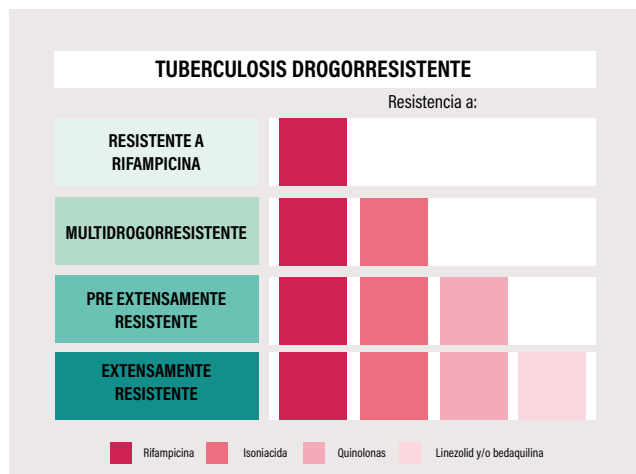 TUBERCULOSIS DROGORRESISTENTE
Resistencia a:
RESISTENTE A
RIFAMPICINA
MULTIDROGORRESISTENTE
PRE EXTENSAMENTE
RESISTENTE
EXTENSAMENTE
RESISTENTE
Rifampicina Isoniacida Quinolonas Linezolid y/o bedaquilina